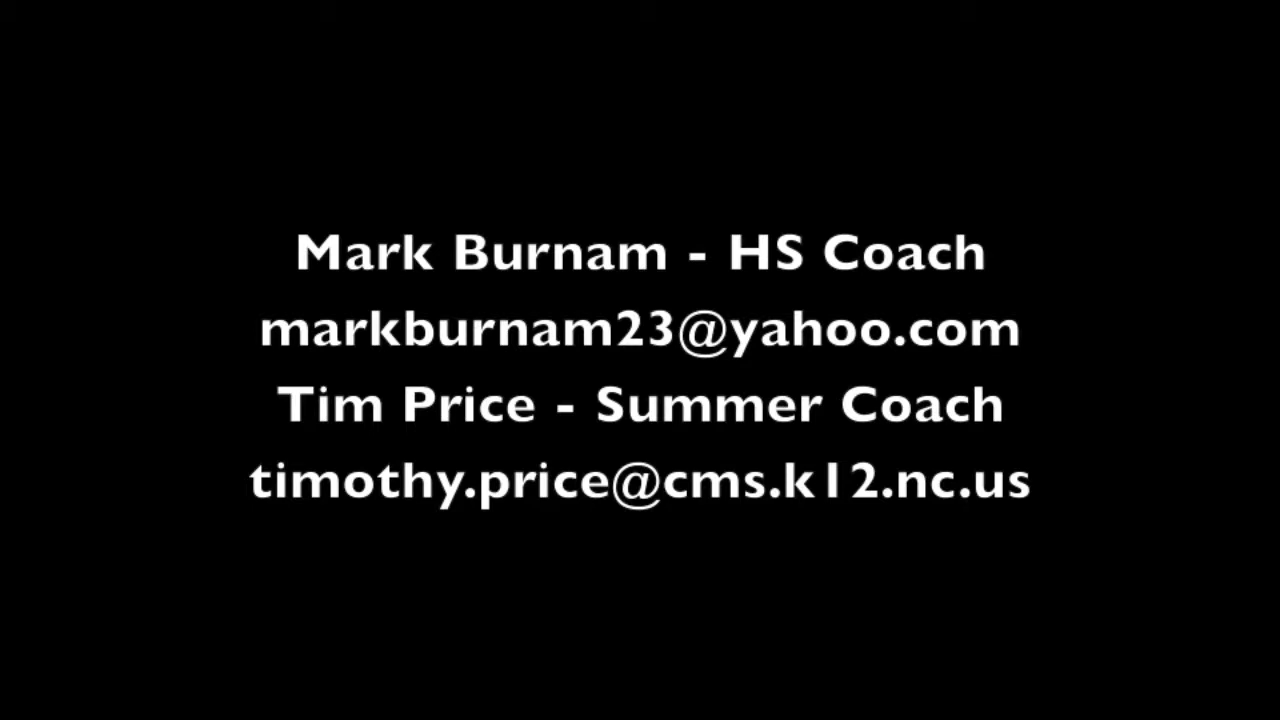 Mark Burnam - HS Coach
markburnam23@yahoo.com
Tim Price - Summer Coach
timothy.price@cms.k12.nc.us